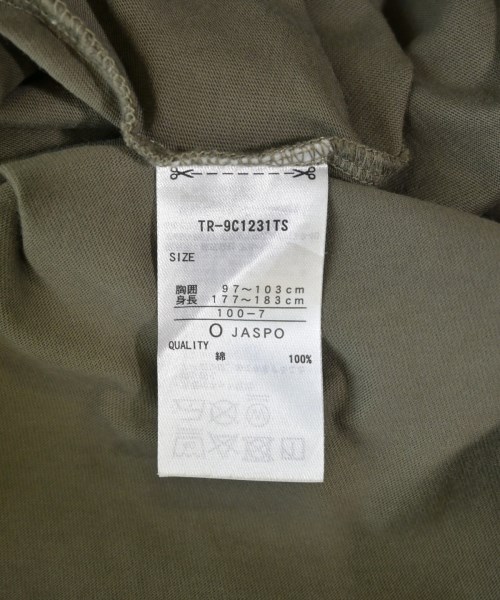 TR-9C1231TS
SIZE
胸囲 97～103cm
身長 177～183cm
100-7
O JASPO
QUALITY
綿 100%